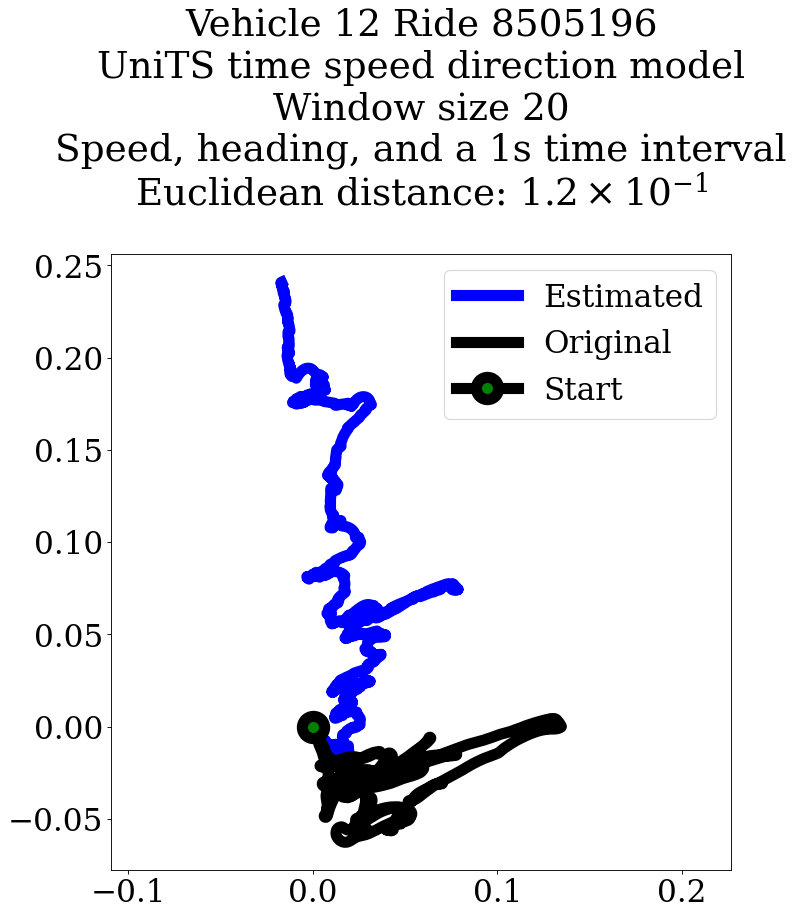 Vehicle 12 Ride 8505196
UniTS time speed direction model
Window size 20
Speed, heading, and a 1s time interval
Euclidean distance: 1.2 × 10⁻¹
Estimated
Original
Start
0.25
0.20
0.15
0.10
0.05
0.00
−0.05
−0.1
0.0
0.1
0.2